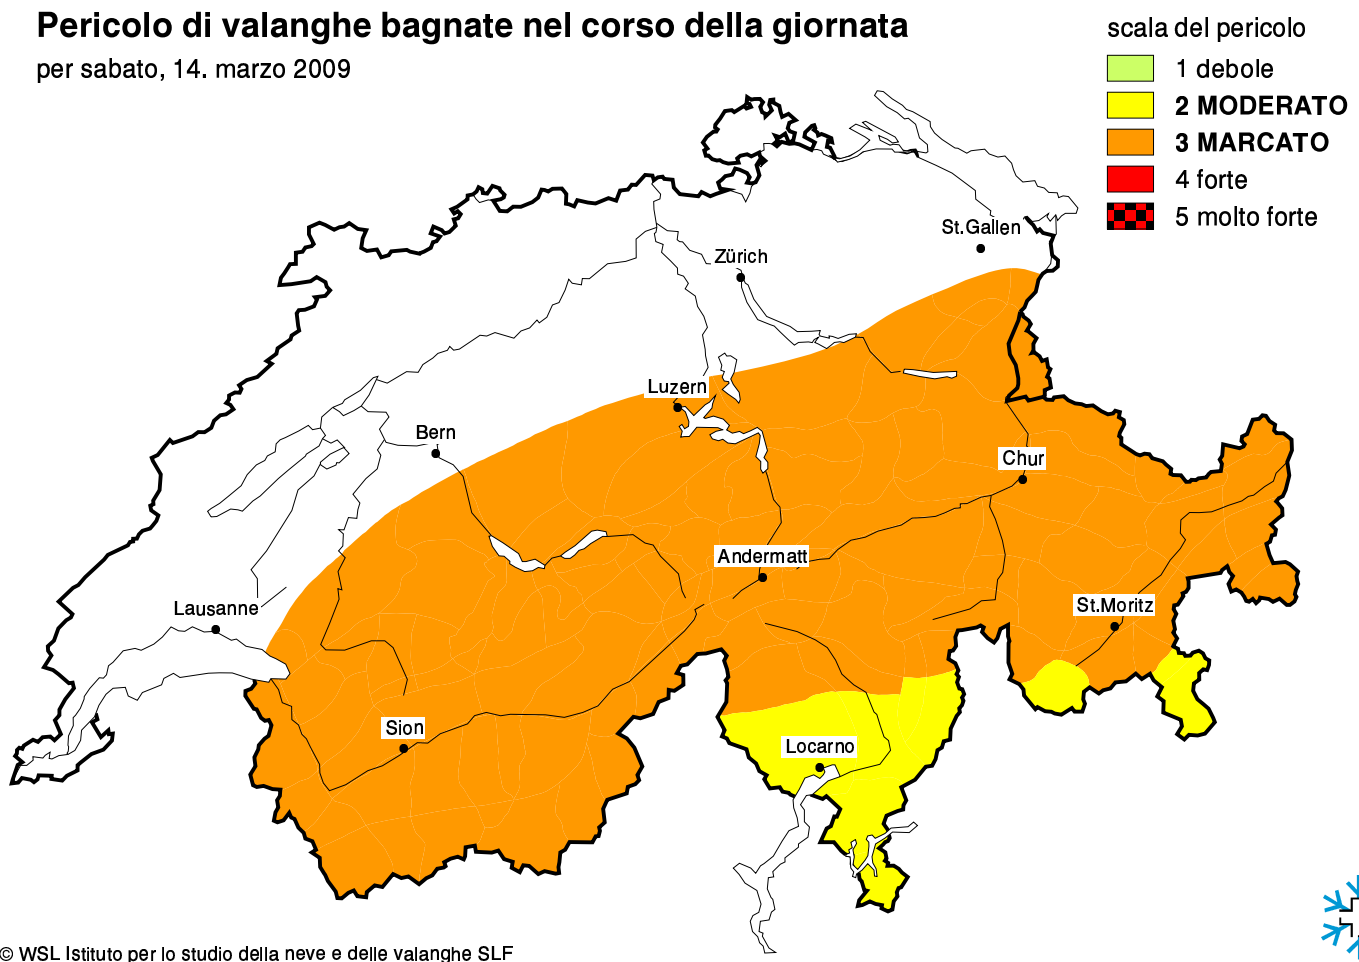 Pericolo di valanghe bagnate nel corso della giornata
per sabato, 14. marzo 2009
scala del pericolo
1 debole
2 MODERATO
3 MARCATO
4 forte
5 molto forte
St.Gallen
Zürich
Luzern
Bern
Chur
Andermatt
Lausanne
St.Moritz
Sion
Locarno
© WSL Istituto per lo studio della neve e delle valanghe SLF